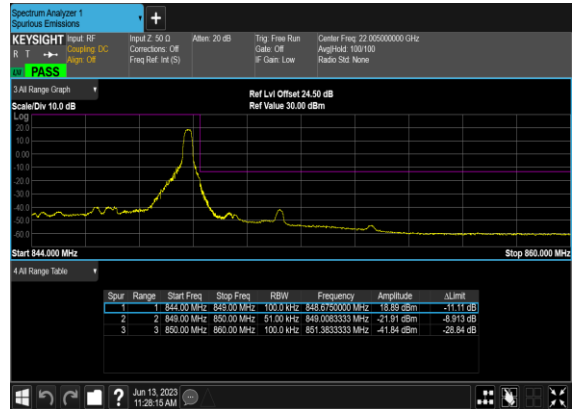 Spectrum Analyzer 1
Spurious Emissions
+
KEYSIGHT Input: RF Input Z: 50 Ω Atten: 20 dB Trig: Free Run Center Freq: 22.005000000 GHz
R T Coupling: DC Corrections: Off Gate: Off Avg|Hold: 100/100
Align: Off Freq Ref: Int (S) IF Gain: Low Radio Std: None
LW PASS
3 All Range Graph
Ref Lvl Offset 24.50 dB
Scale/Div 10.0 dB Ref Value 30.00 dBm
Log
20.0
10.0
0.00
-10.0
-20.0
-30.0
-40.0
-50.0
-60.0
Start 844.000 MHz Stop 860.000 MHz
4 All Range Table
Spur Range Start Freq Stop Freq RBW Frequency Amplitude ΔLimit
1 1 844.00 MHz 849.00 MHz 100.0 kHz 848.6750000 MHz 18.89 dBm -11.11 dB
2 2 849.00 MHz 850.00 MHz 51.00 kHz 849.0083333 MHz -21.91 dBm -8.913 dB
3 3 850.00 MHz 860.00 MHz 100.0 kHz 851.3833333 MHz -41.84 dBm -28.84 dB
? Jun 13, 2023
11:28:15 AM